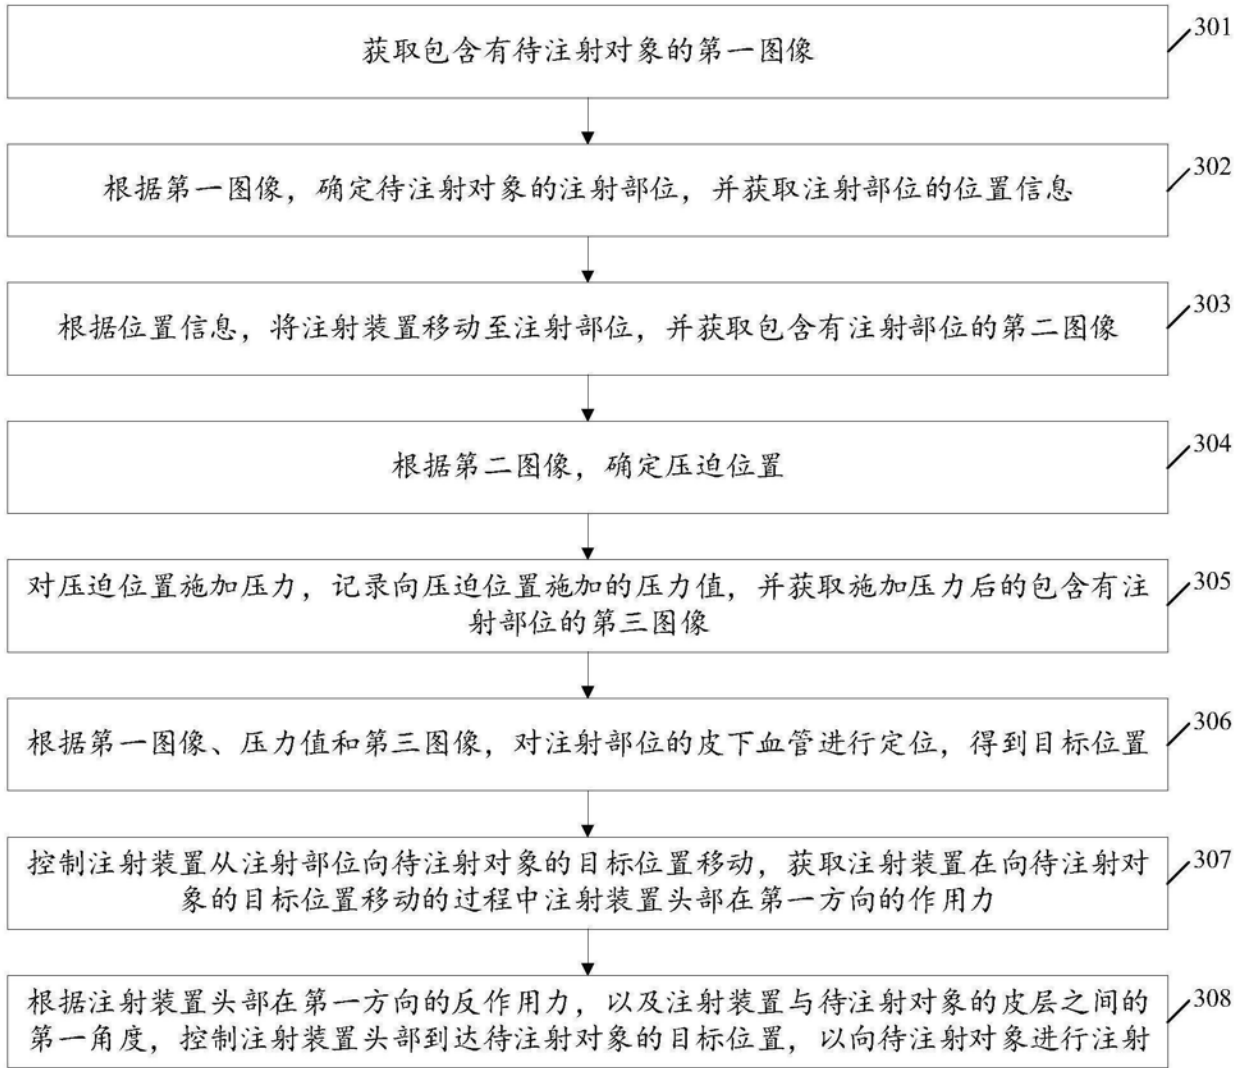 获取包含有待注射对象的第一图像
301
根据第一图像，确定待注射对象的注射部位，并获取注射部位的位置信息
302
根据位置信息，将注射装置移动至注射部位，并获取包含有注射部位的第二图像
303
根据第二图像，确定压迫位置
304
对压迫位置施加压力，记录向压迫位置施加的压力值，并获取施加压力后的包含有注
射部位的第三图像
305
根据第一图像、压力值和第三图像，对注射部位的皮下血管进行定位，得到目标位置
306
控制注射装置从注射部位向待注射对象的目标位置移动，获取注射装置在向待注射对
象的目标位置移动的过程中注射装置头部在第一方向的作用力
307
根据注射装置头部在第一方向的反作用力，以及注射装置与待注射对象的皮层之间的
第一角度，控制注射装置头部到达待注射对象的目标位置，以向待注射对象进行注射
308